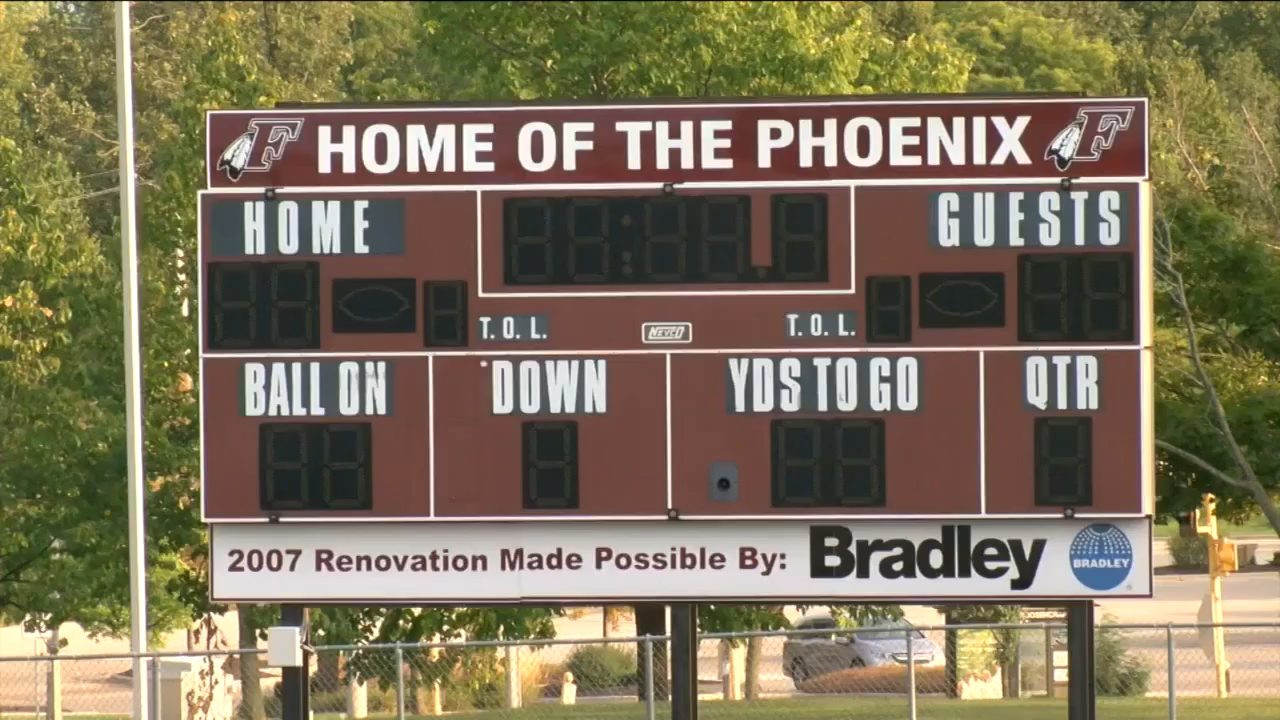 F HOME OF THE PHOENIX F
HOME GUESTS
T. O. L. NEVCO T. O. L.
BALL ON DOWN YDS TO GO QTR
2007 Renovation Made Possible By: Bradley BRADLEY